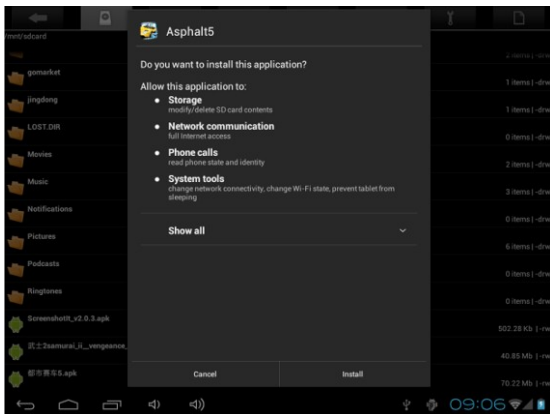 /mnt/sdcard
Asphalt5
Do you want to install this application?
Allow this application to:
Storage
modify/delete SD card contents
Network communication
full Internet access
Phone calls
read phone state and identity
System tools
change network connectivity, change Wi-Fi state, prevent tablet from
sleeping
Show all
Cancel
Install
2 items | -drw
gomarket
1 items | -drw
jingdong
1 items | -drw
LOST.DIR
0 items | -drw
Movies
2 items | -drw
Music
3 items | -drw
Notifications
0 items | -drw
Pictures
6 items | -drw
Podcasts
0 items | -drw
Ringtones
0 items | -drw
ScreenshotIt_v2.0.3.apk
502.28 Kb | -rw
武士2samurai_ii__vengeance_
40.85 Mb | -rw
都市赛车5.apk
70.22 Mb | -rw
09:06